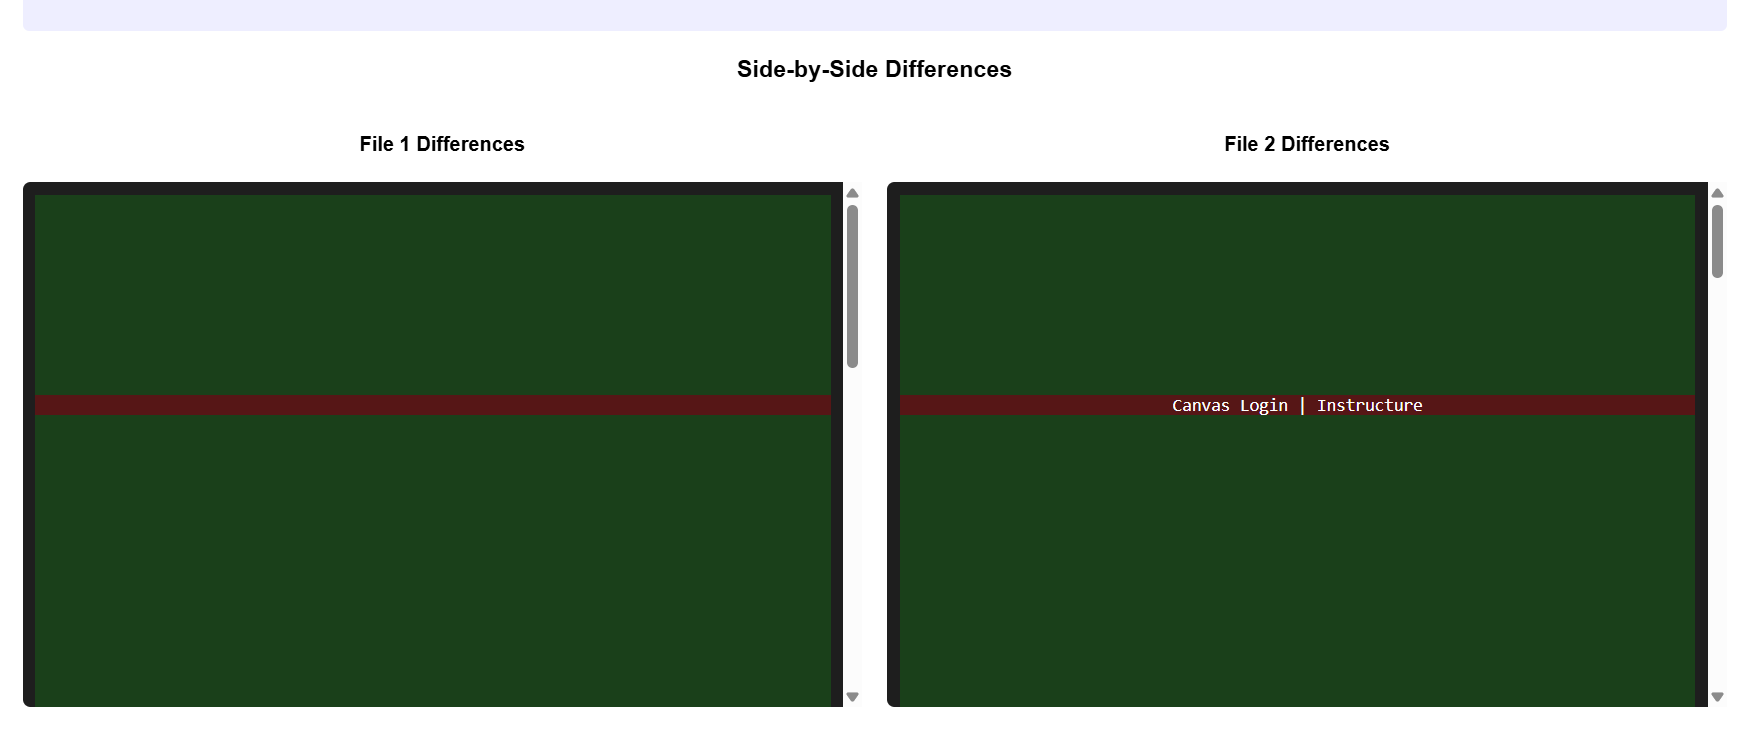 Side-by-Side Differences
File 1 Differences
File 2 Differences
Canvas Login | Instructure